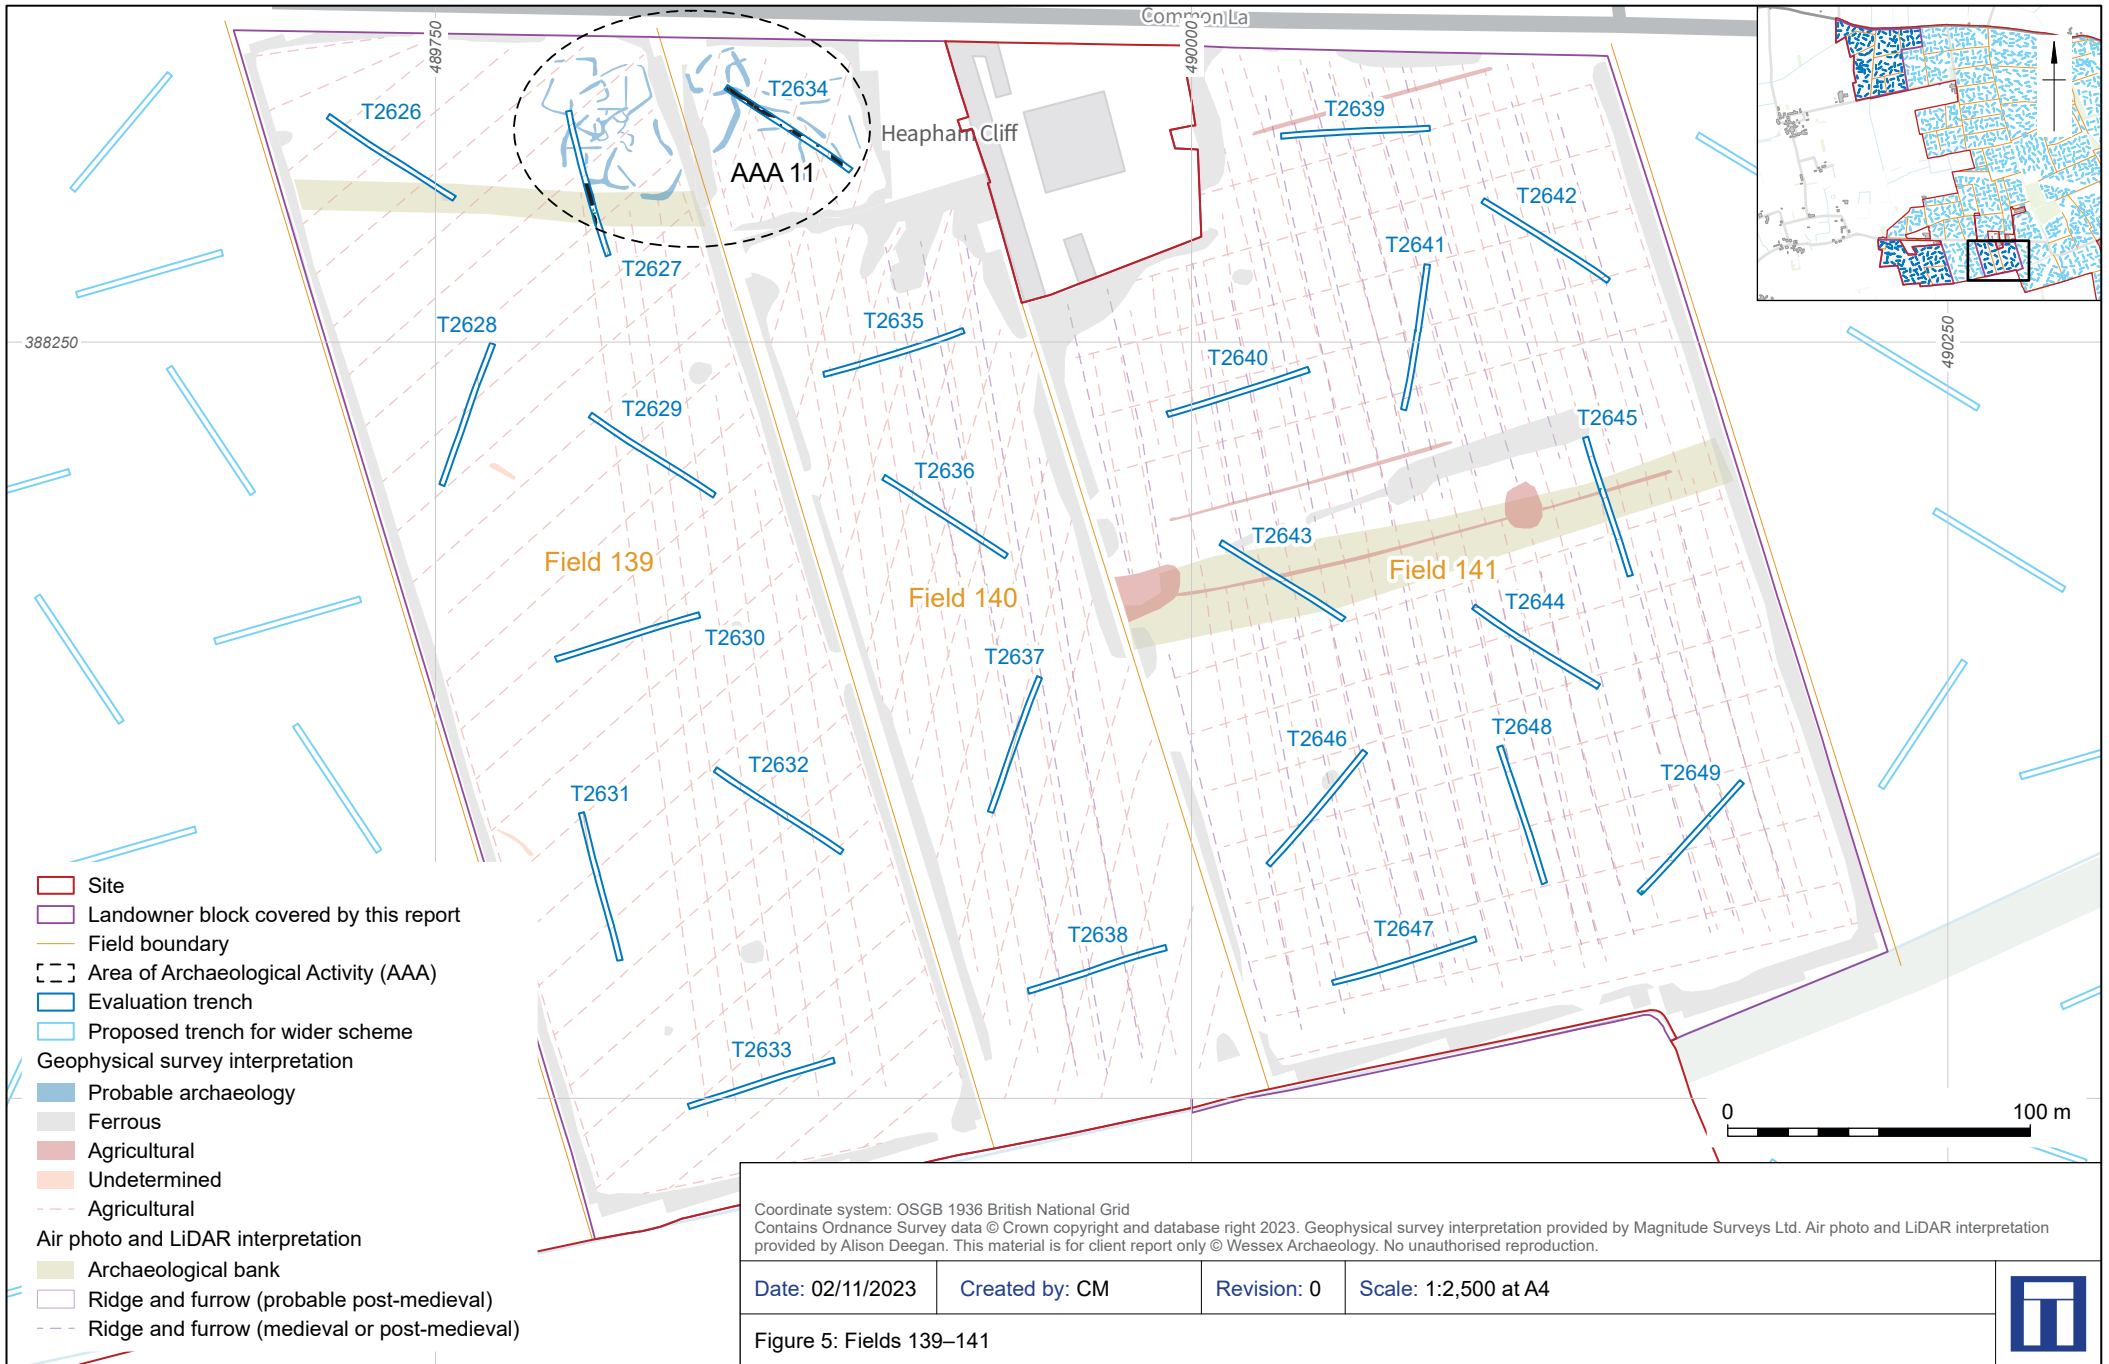 Common La
489750
490000
T2634
T2626
Heapham Cliff
T2639
AAA 11
T2642
T2641
T2627
T2628
T2635
388250
490250
T2640
T2629
T2645
T2636
T2643
Field 139
Field 141
Field 140
T2644
T2630
T2637
T2648
T2646
T2632
T2649
T2631
T2647
T2638
T2633
Site
Landowner block covered by this report
Field boundary
Area of Archaeological Activity (AAA)
Evaluation trench
Proposed trench for wider scheme
Geophysical survey interpretation
Probable archaeology
Ferrous
Agricultural
Undetermined
Agricultural
Air photo and LiDAR interpretation
Archaeological bank
Ridge and furrow (probable post-medieval)
Ridge and furrow (medieval or post-medieval)
0 100 m
Coordinate system: OSGB 1936 British National Grid
Contains Ordnance Survey data © Crown copyright and database right 2023. Geophysical survey interpretation provided by Magnitude Surveys Ltd. Air photo and LiDAR interpretation
provided by Alison Deegan. This material is for client report only © Wessex Archaeology. No unauthorised reproduction.
Date: 02/11/2023 Created by: CM Revision: 0 Scale: 1:2,500 at A4
Figure 5: Fields 139–141